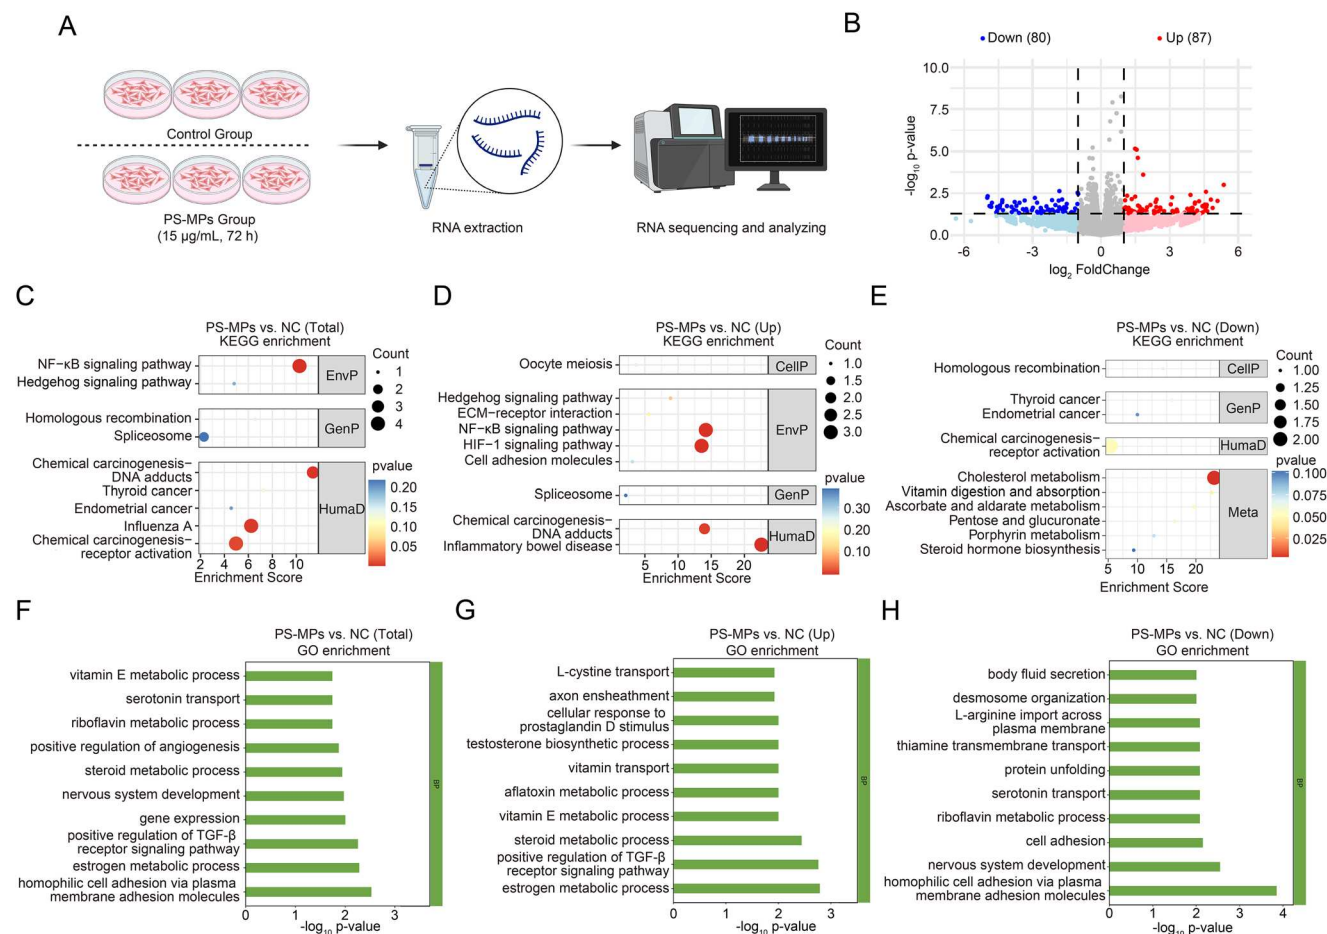 A
Control Group
PS-MPs Group
(15 μg/mL, 72 h)
RNA extraction
RNA sequencing and analyzing
B
Down (80)
Up (87)
-log10 p-value
10.0
7.5
5.0
2.5
0.0
-6
-3
0
3
6
log2 FoldChange
C
PS-MPs vs. NC (Total)
KEGG enrichment
NF-κB signaling pathway
Hedgehog signaling pathway
EnvP
Homologous recombination
Spliceosome
GenP
Chemical carcinogenesis-
DNA adducts
Thyroid cancer
Endometrial cancer
Influenza A
Chemical carcinogenesis-
receptor activation
HumaD
2 4 6 8 10
Enrichment Score
Count
1
2
3
4
pvalue
0.20
0.15
0.10
0.05
D
PS-MPs vs. NC (Up)
KEGG enrichment
Oocyte meiosis
CellP
Hedgehog signaling pathway
ECM-receptor interaction
NF-κB signaling pathway
HIF-1 signaling pathway
Cell adhesion molecules
EnvP
Spliceosome
GenP
Chemical carcinogenesis-
DNA adducts
Inflammatory bowel disease
HumaD
5 10 15 20
Enrichment Score
Count
1.0
1.5
2.0
2.5
3.0
pvalue
0.30
0.20
0.10
E
PS-MPs vs. NC (Down)
KEGG enrichment
Homologous recombination
CellP
Thyroid cancer
Endometrial cancer
GenP
Chemical carcinogenesis-
receptor activation
HumaD
Cholesterol metabolism
Vitamin digestion and absorption
Ascorbate and aldarate metabolism
Pentose and glucuronate
Porphyrin metabolism
Steroid hormone biosynthesis
Meta
5 10 15 20
Enrichment Score
Count
1.00
1.25
1.50
1.75
2.00
pvalue
0.100
0.075
0.050
0.025
F
PS-MPs vs. NC (Total)
GO enrichment
vitamin E metabolic process
serotonin transport
riboflavin metabolic process
positive regulation of angiogenesis
steroid metabolic process
nervous system development
gene expression
positive regulation of TGF-β
receptor signaling pathway
estrogen metabolic process
homophilic cell adhesion via plasma
membrane adhesion molecules
BP
0 1 2 3
-log10 p-value
G
PS-MPs vs. NC (Up)
GO enrichment
L-cystine transport
axon ensheathment
cellular response to
prostaglandin D stimulus
testosterone biosynthetic process
vitamin transport
aflatoxin metabolic process
vitamin E metabolic process
steroid metabolic process
positive regulation of TGF-β
receptor signaling pathway
estrogen metabolic process
BP
0 1 2 3
-log10 p-value
H
PS-MPs vs. NC (Down)
GO enrichment
body fluid secretion
desmosome organization
L-arginine import across
plasma membrane
thiamine transmembrane transport
protein unfolding
serotonin transport
riboflavin metabolic process
cell adhesion
nervous system development
homophilic cell adhesion via plasma
membrane adhesion molecules
BP
0 1 2 3 4
-log10 p-value